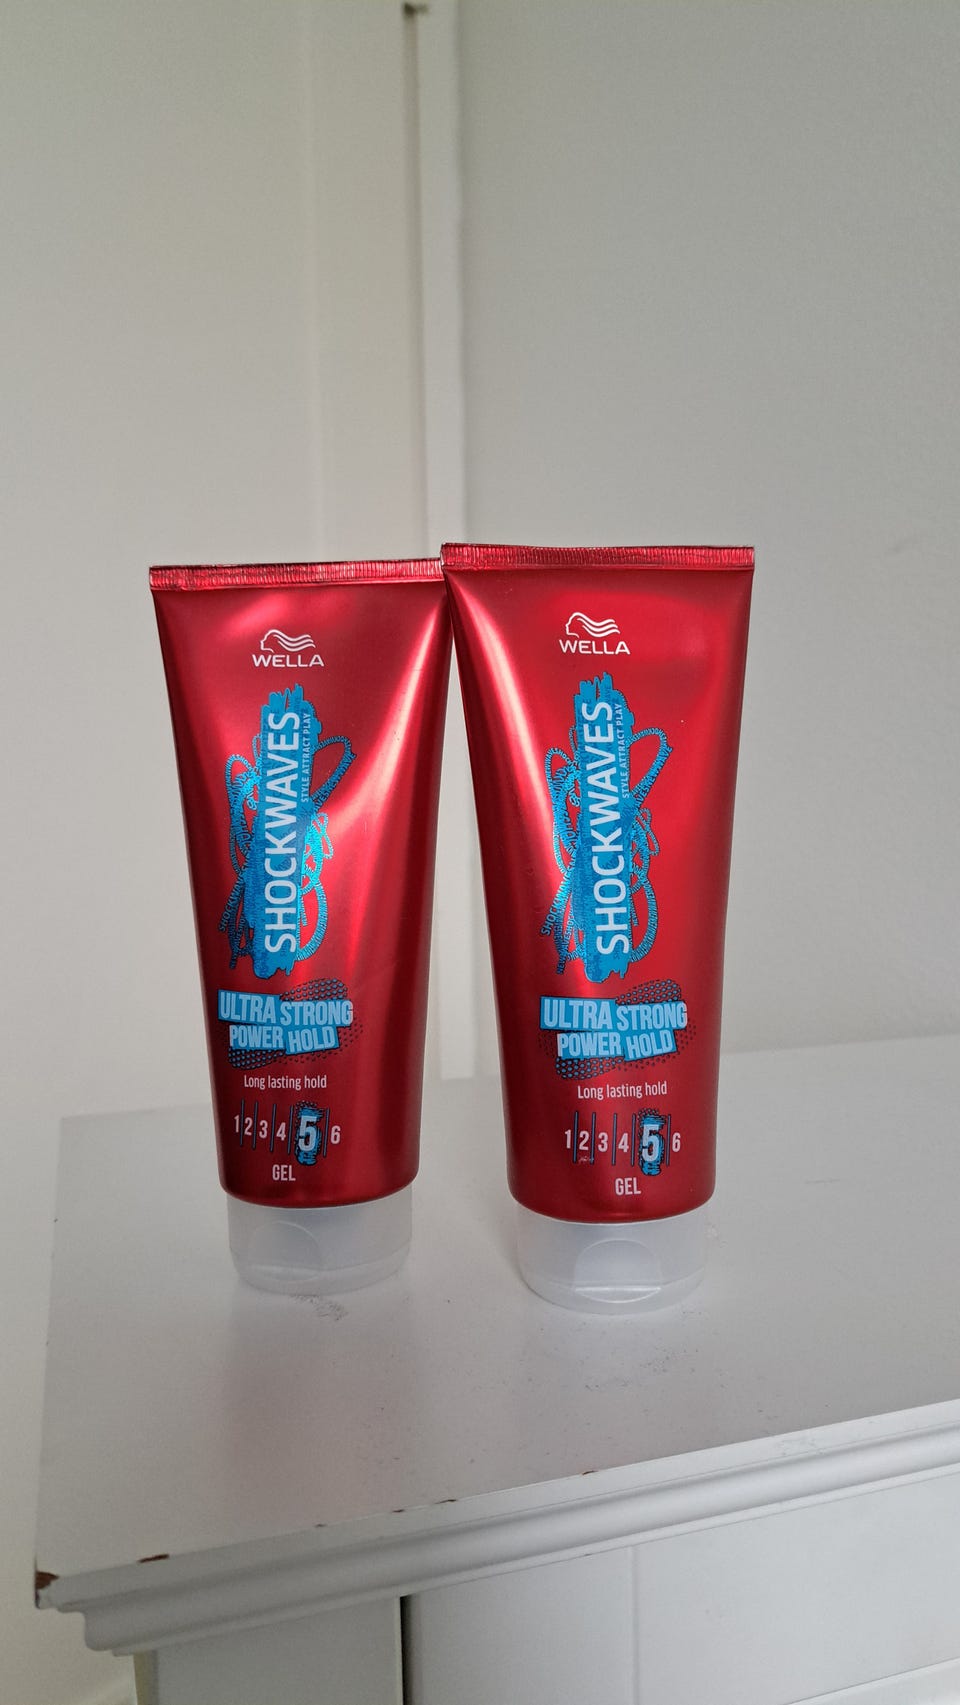 WELLA
SHOCKWAVES
STYLE ATTRACT PLAY
ULTRA STRONG
POWER HOLD
Long lasting hold
1 2 3 4 5 6
GEL
WELLA
SHOCKWAVES
STYLE ATTRACT PLAY
ULTRA STRONG
POWER HOLD
Long lasting hold
1 2 3 4 5 6
GEL